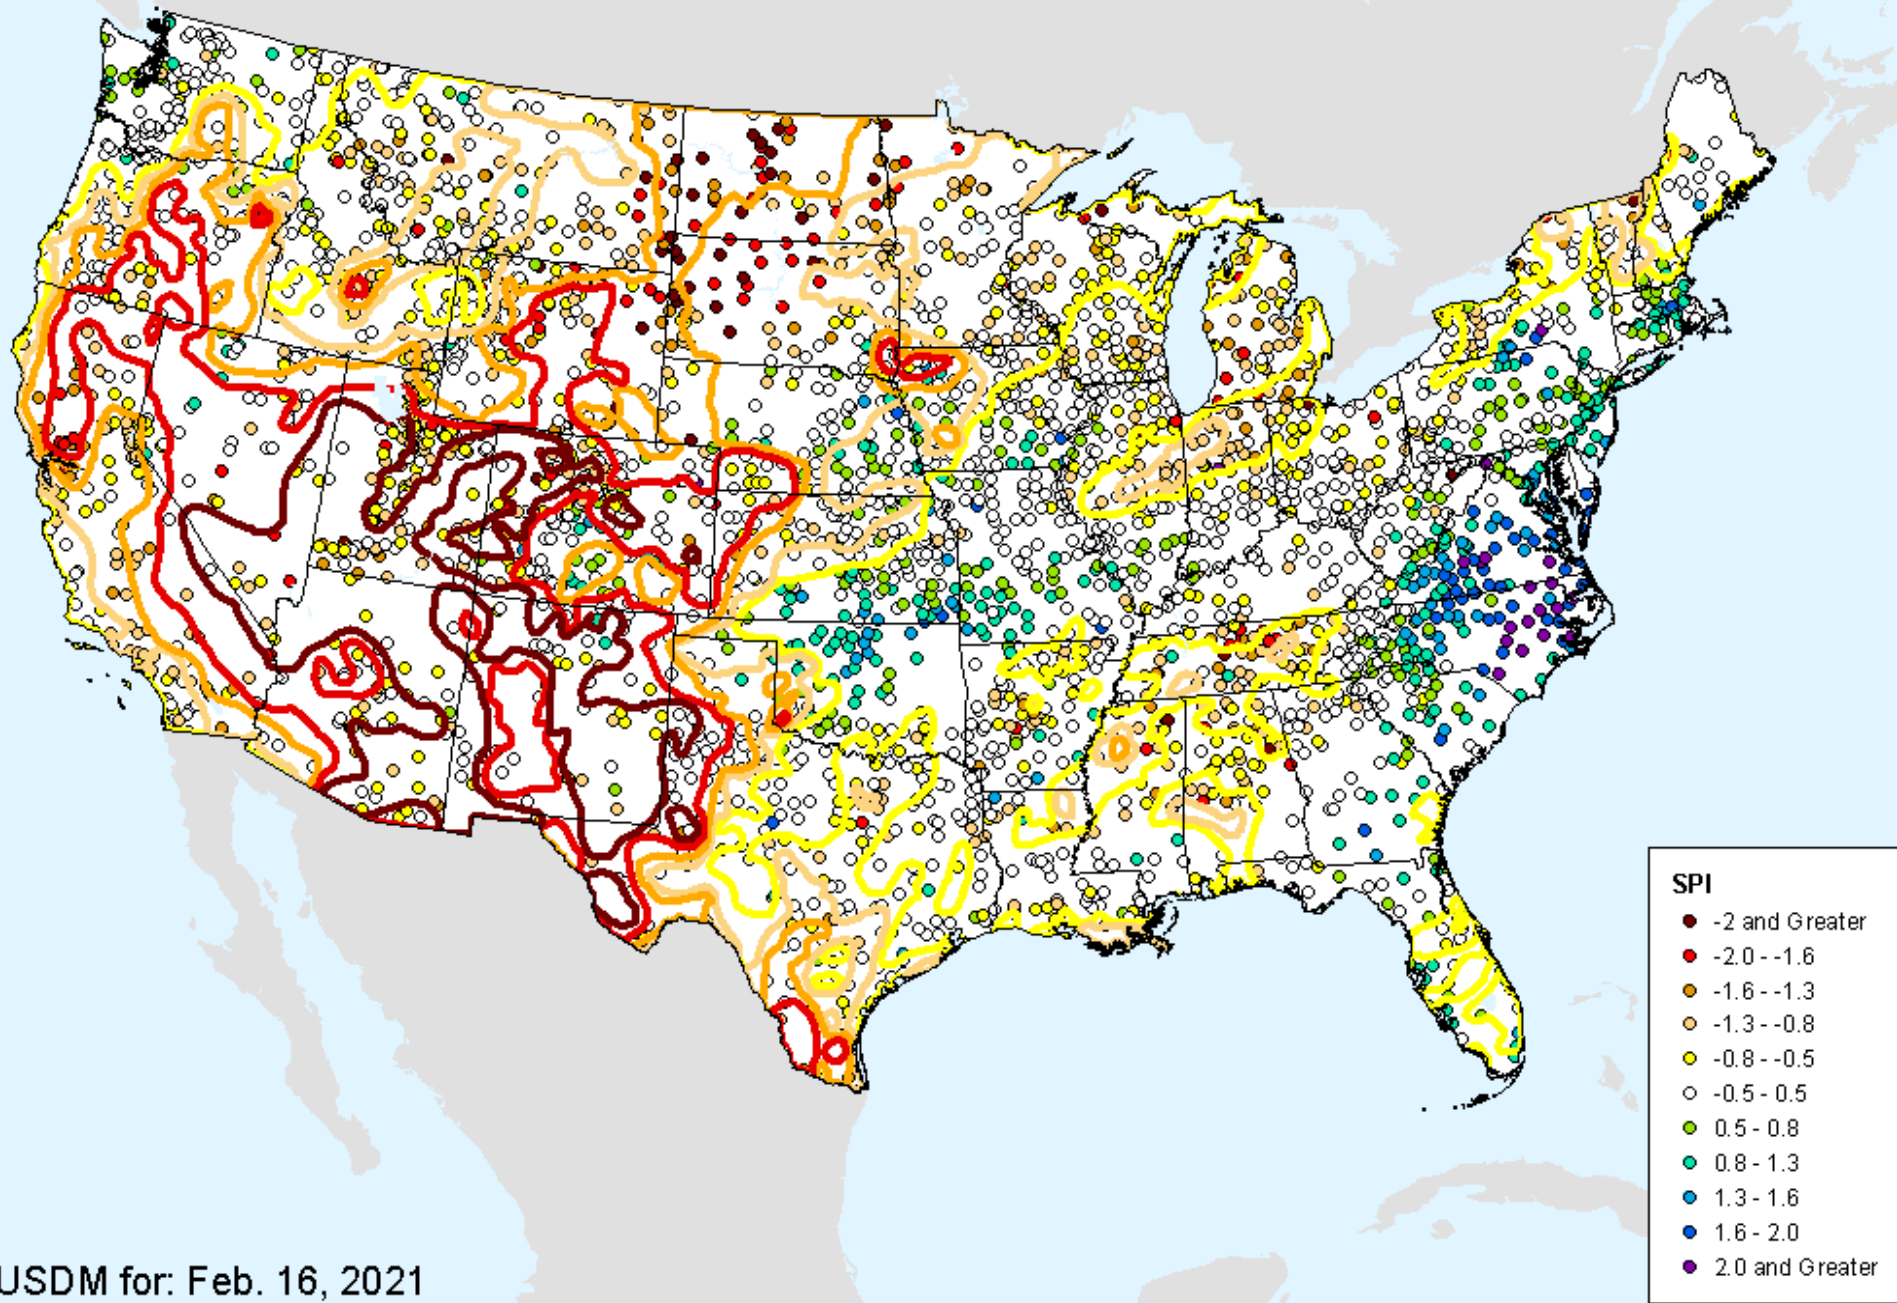 SPI
-2 and Greater
-2.0 - -1.6
-1.6 - -1.3
-1.3 - -0.8
-0.8 - -0.5
-0.5 - 0.5
0.5 - 0.8
0.8 - 1.3
1.3 - 1.6
1.6 - 2.0
2.0 and Greater
USDM for: Feb. 16, 2021